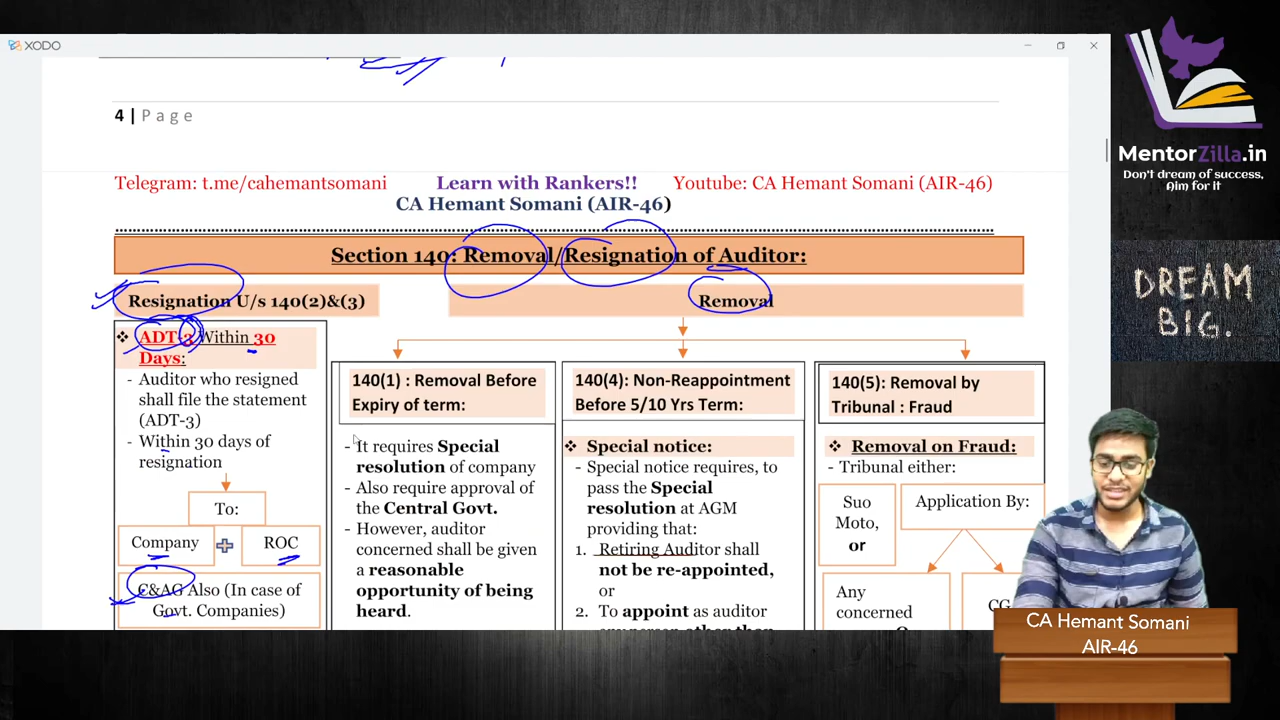 XODO
4 | Page
Telegram: t.me/cahemantsomani Learn with Rankers!! Youtube: CA Hemant Somani (AIR-46)
CA Hemant Somani (AIR-46)
Section 140: Removal/Resignation of Auditor:
Resignation U/s 140(2)&(3)
Removal
❖ ADT-3 Within 30
Days:
- Auditor who resigned
shall file the statement
(ADT-3)
- Within 30 days of
resignation
To:
Company
ROC
C&AG Also (In case of
Govt. Companies)
140(1) : Removal Before
Expiry of term:
- It requires Special
resolution of company
- Also require approval of
the Central Govt.
- However, auditor
concerned shall be given
a reasonable
opportunity of being
heard.
140(4): Non-Reappointment
Before 5/10 Yrs Term:
❖ Special notice:
- Special notice requires, to
pass the Special
resolution at AGM
providing that:
1. Retiring Auditor shall
not be re-appointed,
or
2. To appoint as auditor
140(5): Removal by
Tribunal : Fraud
❖ Removal on Fraud:
- Tribunal either:
Suo
Moto,
or
Application By:
Any
concerned
CG
MentorZilla.in
Don't dream of success,
Aim for it
DREAM
BIG.
CA Hemant Somani
AIR-46